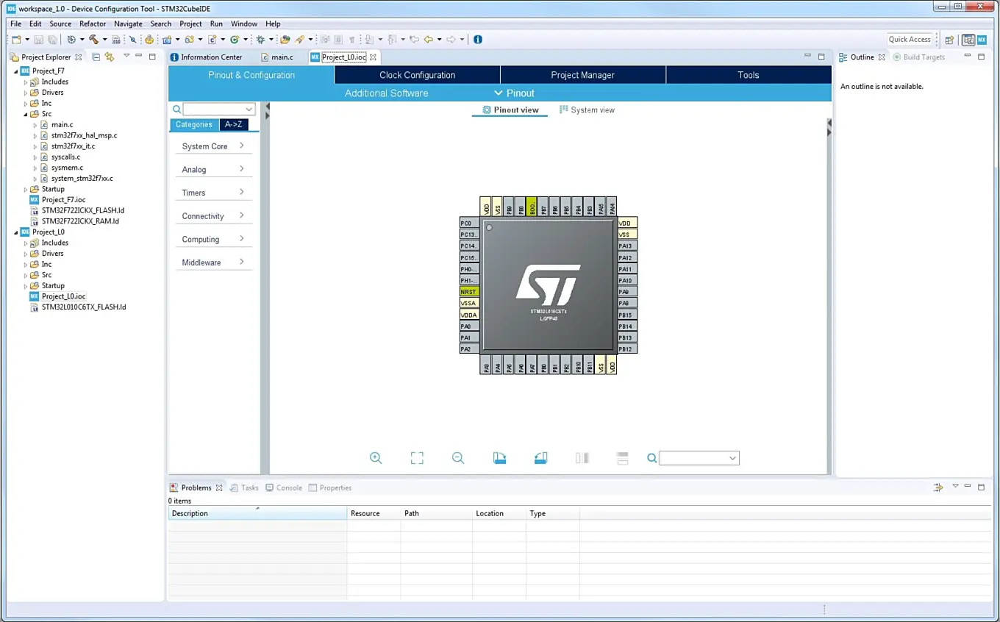 IDE workspace_1.0 - Device Configuration Tool - STM32CubeIDE
File Edit Source Refactor Navigate Search Project Run Window Help
Quick Access
Project Explorer
Information Center
main.c
MX Project_L0.ioc
Outline
Build Targets
An outline is not available.
IDE Project_F7
Includes
Drivers
Inc
Src
main.c
stm32f7xx_hal_msp.c
stm32f7xx_it.c
syscalls.c
sysmem.c
system_stm32f7xx.c
Startup
MX Project_F7.ioc
STM32F722ICKX_FLASH.ld
STM32F722ICKX_RAM.ld
IDE Project_L0
Includes
Drivers
Inc
Src
Startup
MX Project_L0.ioc
STM32L010C6TX_FLASH.ld
Pinout & Configuration
Clock Configuration
Project Manager
Tools
Additional Software
Pinout
Pinout view
System view
Categories
A->Z
System Core
Analog
Timers
Connectivity
Computing
Middleware
VDD VSS PB9 PB8 BOO.. PB7 PB6 PB5 PB4 PB3 PA15 PA14
PC0
PC13..
PC14..
PC15..
PH0-..
PH1-..
NRST
VSSA
VDDA
PA0
PA1
PA2
ST
STM32L010C6Tx
LQFP48
VDD
VSS
PA13
PA12
PA11
PA10
PA9
PA8
PB15
PB14
PB13
PB12
PA3 PA4 PA5 PA6 PA7 PB0 PB1 PB2 PB10 PB11 VSS VDD
Problems
Tasks
Console
Properties
0 items
Description Resource Path Location Type